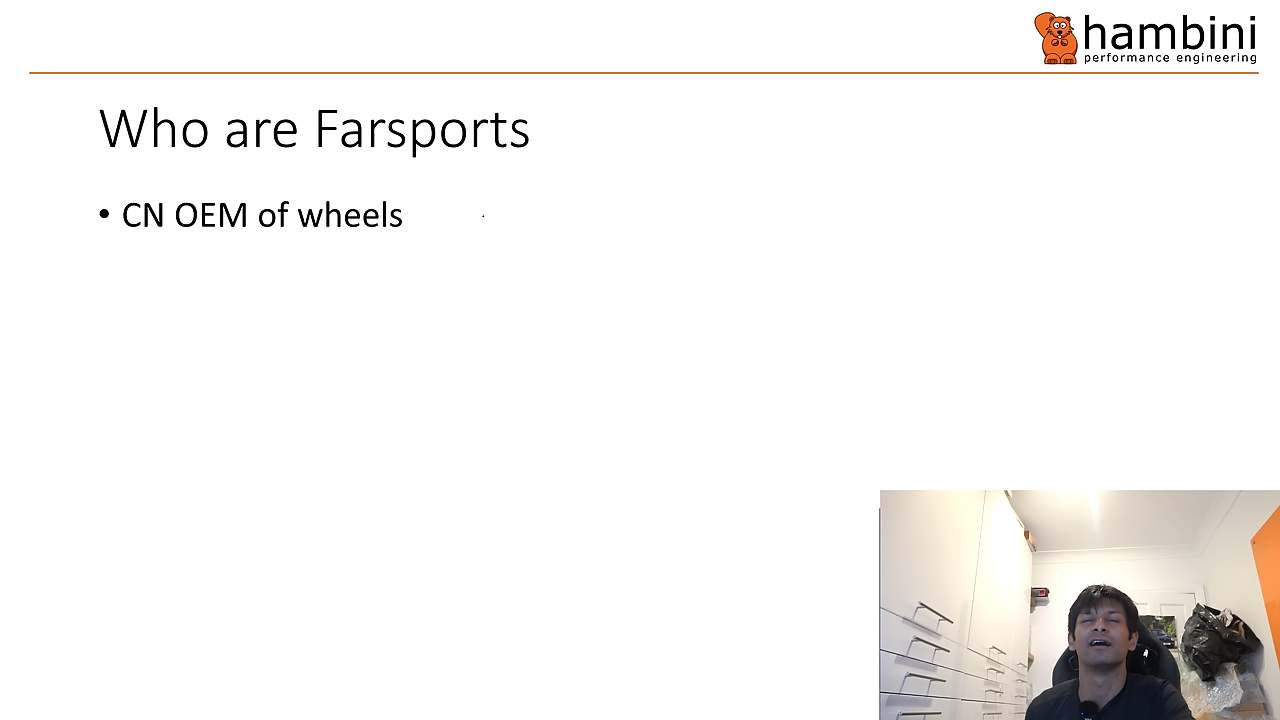 hambini
performance engineering
Who are Farsports
• CN OEM of wheels